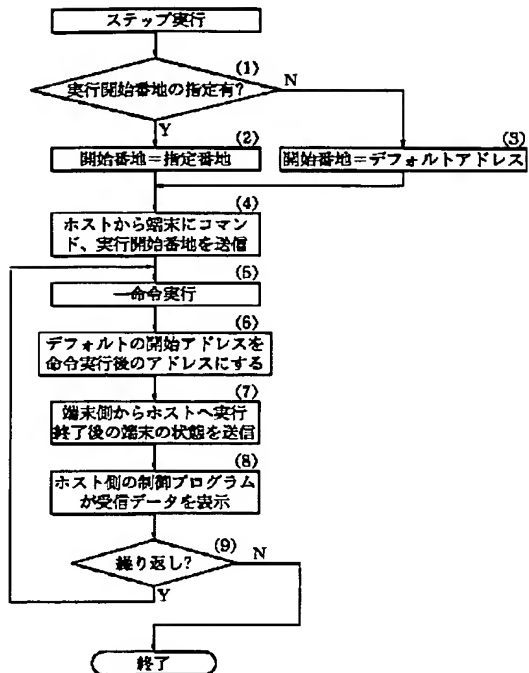 ステップ実行
(1)
実行開始番地の指定有?
N
Y
(2)
開始番地=指定番地
(3)
開始番地=デフォルトアドレス
(4)
ホストから端末にコマン
ド、実行開始番地を送信
(5)
一命令実行
(6)
デフォルトの開始アドレスを
命令実行後のアドレスにする
(7)
端末側からホストへ実行
終了後の端末の状態を送信
(8)
ホスト側の制御プログラム
が受信データを表示
(9)
繰り返し?
N
Y
終了